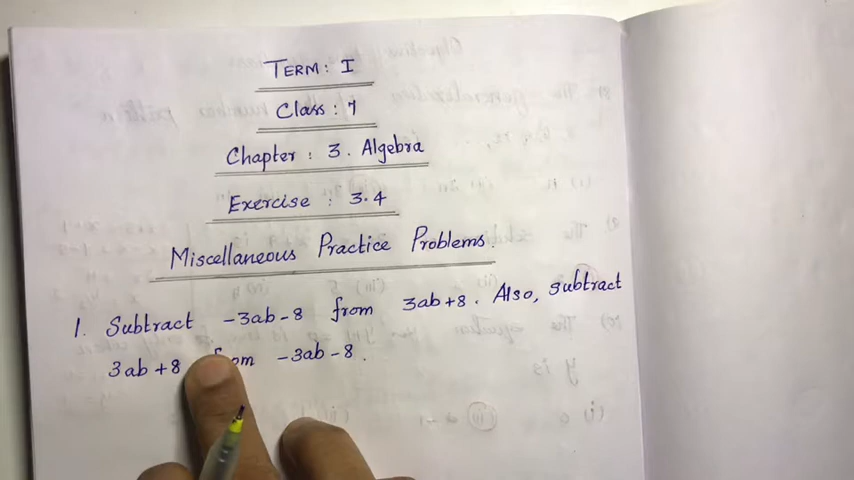 TERM: I
Class: 7
Chapter: 3. Algebra
Exercise: 3.4
Miscellaneous Practice Problems.
1. Subtract -3ab-8 from 3ab+8. Also, subtract
3ab+8 from -3ab-8.